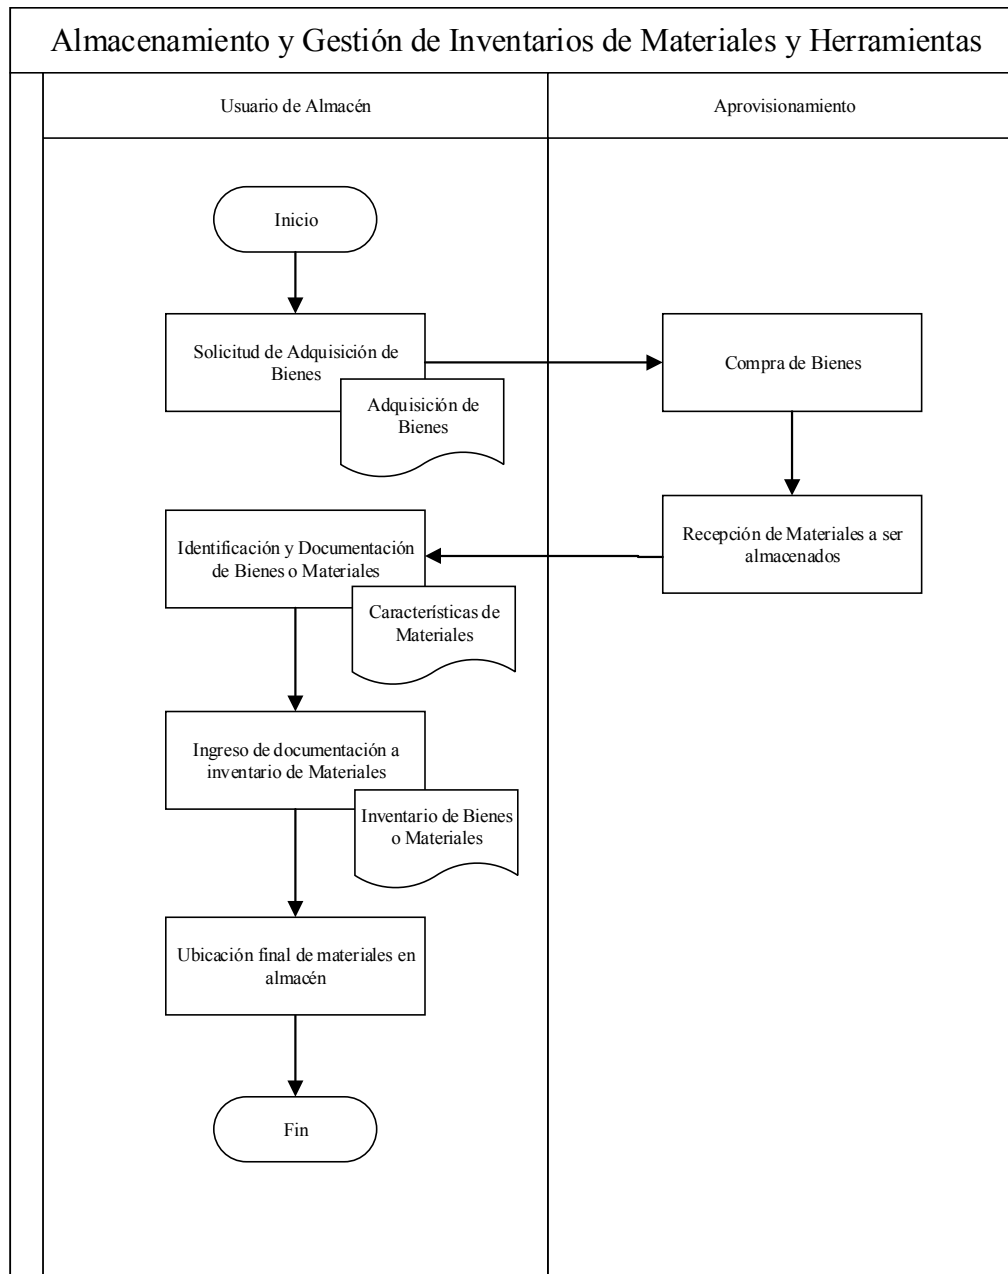 Almacenamiento y Gestión de Inventarios de Materiales y Herramientas
Usuario de Almacén
Aprovisionamiento
Inicio
Solicitud de Adquisición de
Bienes
Adquisición de
Bienes
Compra de Bienes
Recepción de Materiales a ser
almacenados
Identificación y Documentación
de Bienes o Materiales
Características de
Materiales
Ingreso de documentación a
inventario de Materiales
Inventario de Bienes
o Materiales
Ubicación final de materiales en
almacén
Fin